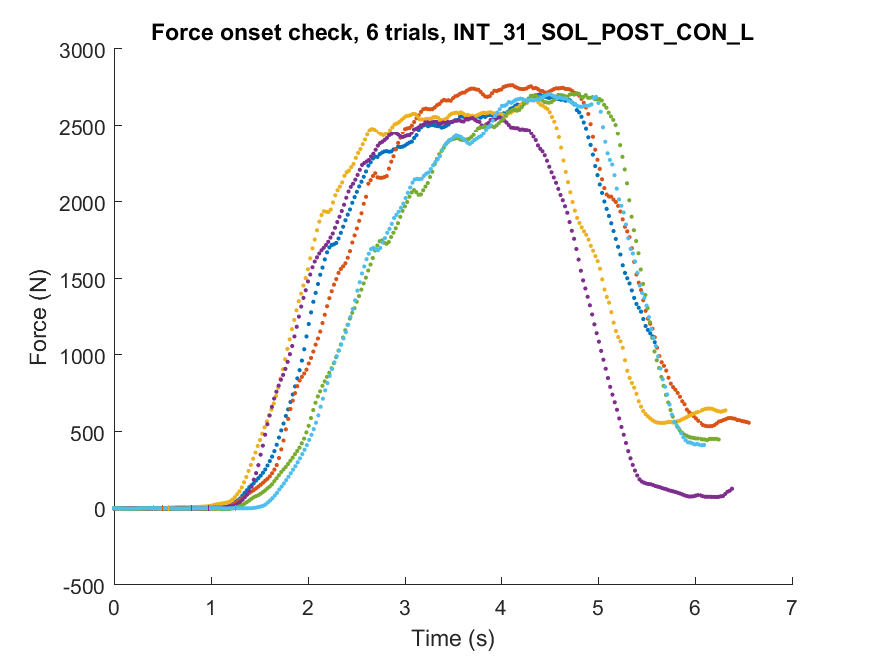 Force onset check, 6 trials, INT_31_SOL_POST_CON_L
3000
2500
2000
1500
1000
500
0
-500
Force (N)
0 1 2 3 4 5 6 7
Time (s)